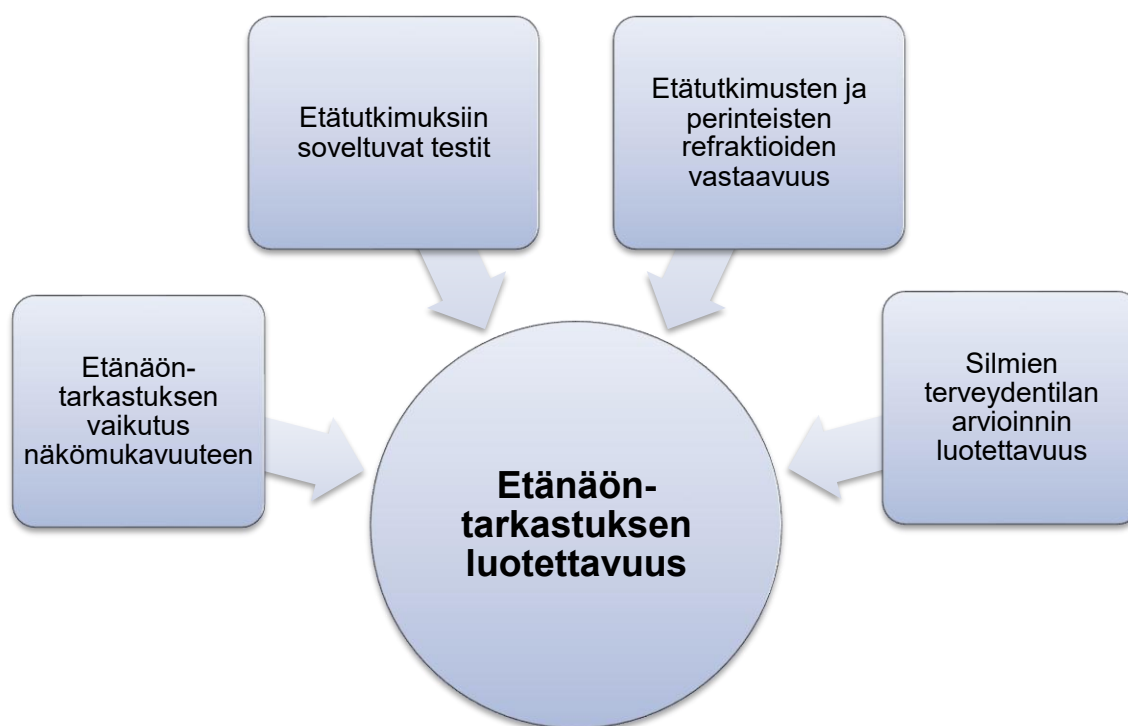 Etätutkimuksiin
soveltuvat testit
Etätutkimusten ja
perinteisten
refraktioiden
vastaavuus
Etänäön-
tarkastuksen
vaikutus
näkömukavuuteen
Silmien
terveydentilan
arvioinnin
luotettavuus
Etänäön-
tarkastuksen
luotettavuus